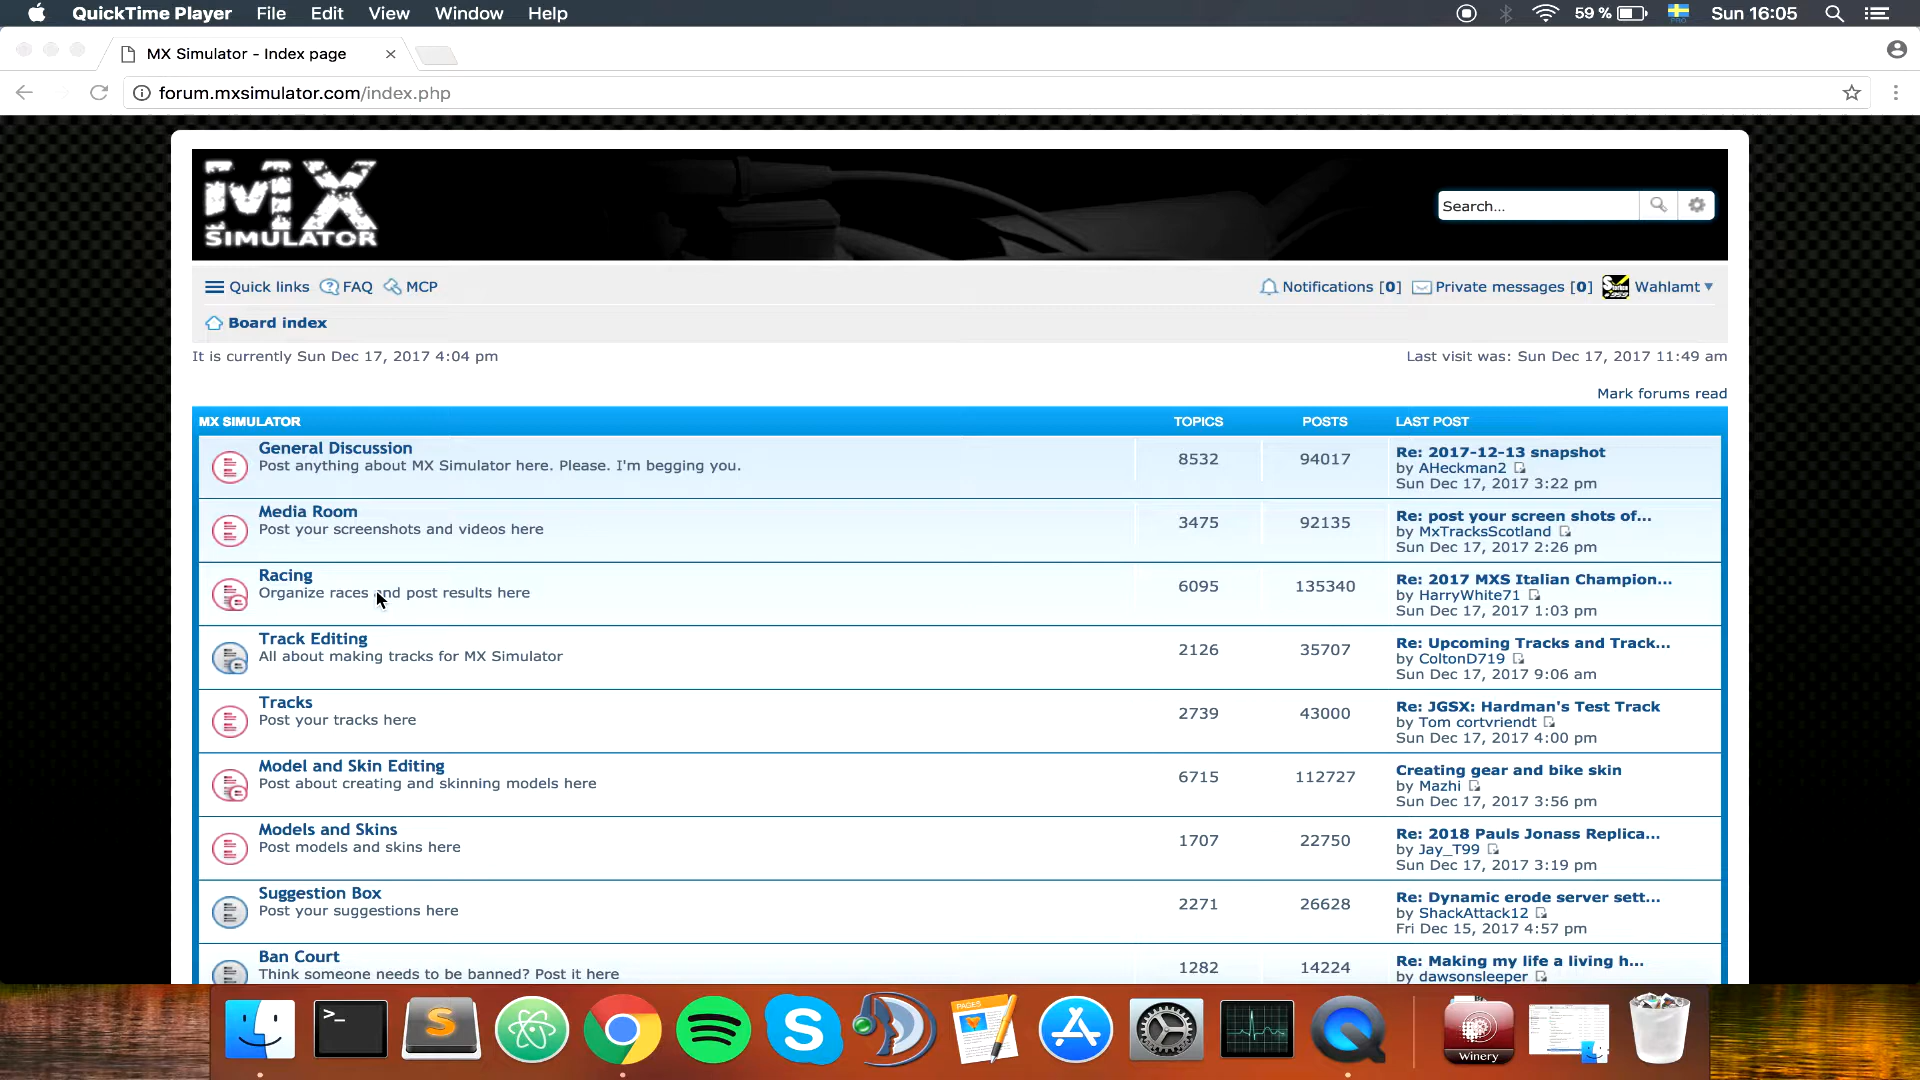 QuickTime Player File Edit View Window Help 59 % Sun 16:05
MX Simulator - Index page
forum.mxsimulator.com/index.php
MX
SIMULATOR
Search...
Quick links FAQ MCP Notifications [0] Private messages [0] Wahlamt
Board index
It is currently Sun Dec 17, 2017 4:04 pm Last visit was: Sun Dec 17, 2017 11:49 am
Mark forums read
MX SIMULATOR TOPICS POSTS LAST POST
General Discussion
Post anything about MX Simulator here. Please. I'm begging you.
8532 94017
Re: 2017-12-13 snapshot
by AHeckman2
Sun Dec 17, 2017 3:22 pm
Media Room
Post your screenshots and videos here
3475 92135
Re: post your screen shots of...
by MxTracksScotland
Sun Dec 17, 2017 2:26 pm
Racing
Organize races and post results here
6095 135340
Re: 2017 MXS Italian Champion...
by HarryWhite71
Sun Dec 17, 2017 1:03 pm
Track Editing
All about making tracks for MX Simulator
2126 35707
Re: Upcoming Tracks and Track...
by ColtonD719
Sun Dec 17, 2017 9:06 am
Tracks
Post your tracks here
2739 43000
Re: JGSX: Hardman's Test Track
by Tom cortvriendt
Sun Dec 17, 2017 4:00 pm
Model and Skin Editing
Post about creating and skinning models here
6715 112727
Creating gear and bike skin
by Mazhi
Sun Dec 17, 2017 3:56 pm
Models and Skins
Post models and skins here
1707 22750
Re: 2018 Pauls Jonass Replica...
by Jay_T99
Sun Dec 17, 2017 3:19 pm
Suggestion Box
Post your suggestions here
2271 26628
Re: Dynamic erode server sett...
by ShackAttack12
Fri Dec 15, 2017 4:57 pm
Ban Court
Think someone needs to be banned? Post it here
1282 14224
Re: Making my life a living h...
by dawsonsleeper
PAGES
Winery